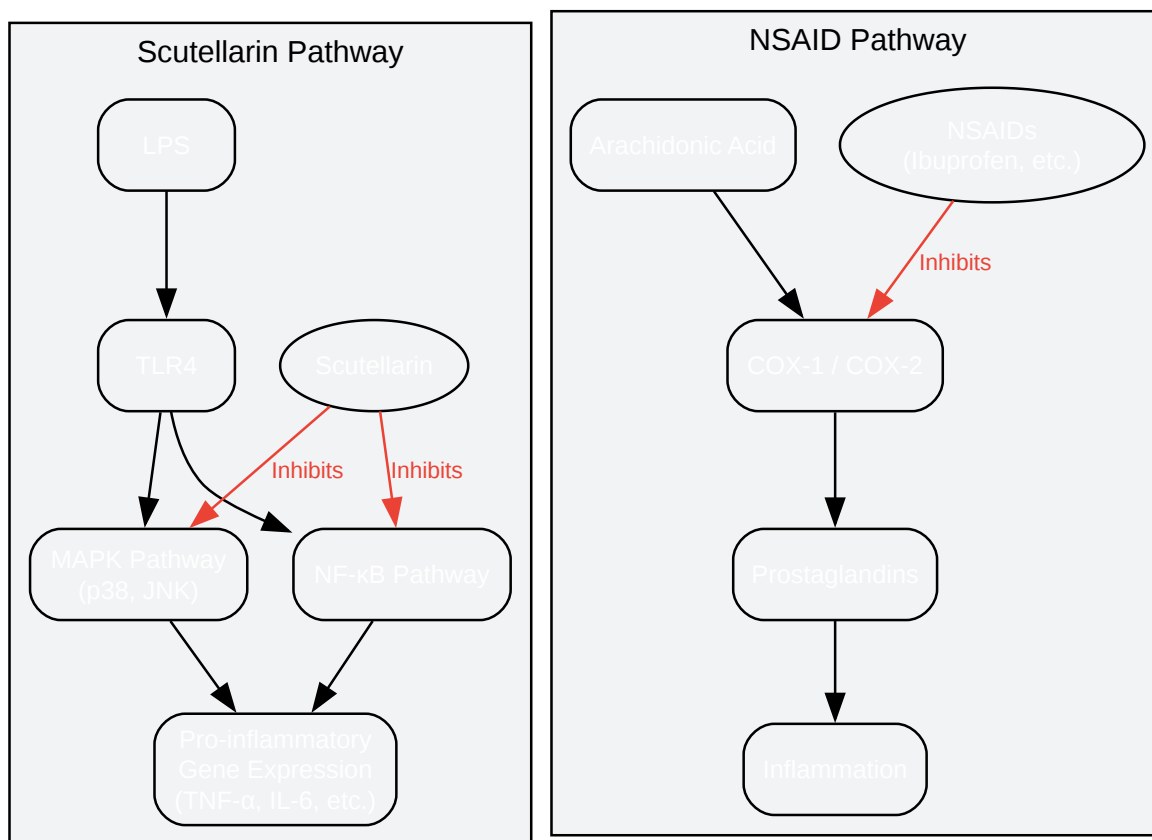 Scutellarin Pathway
LPS
TLR4
Scutellarin
Inhibits
Inhibits
MAPK Pathway
(p38, JNK)
NF-κB Pathway
Pro-inflammatory
Gene Expression
(TNF-α, IL-6, etc.)
NSAID Pathway
Arachidonic Acid
NSAIDs
(Ibuprofen, etc.)
Inhibits
COX-1 / COX-2
Prostaglandins
Inflammation